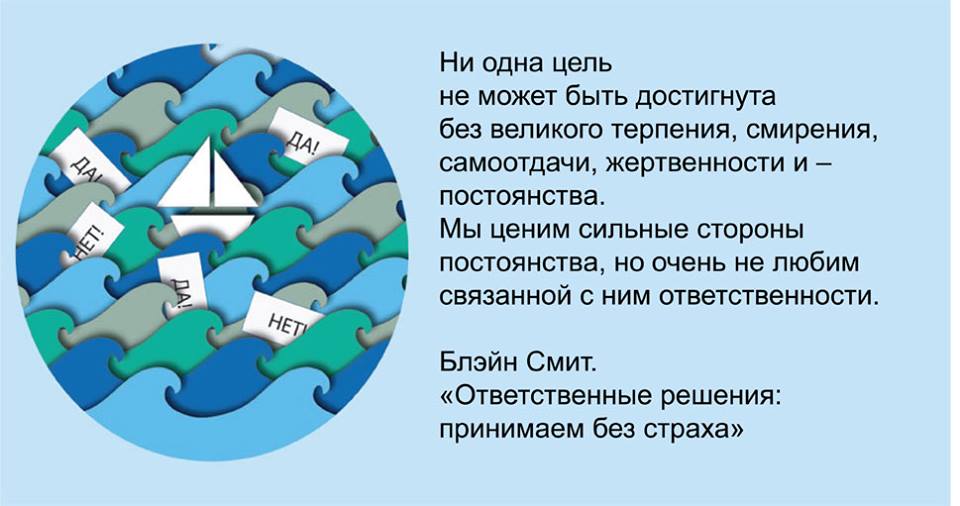 ДА!
ДА!
НЕТ!
ДА!
НЕТ!
Ни одна цель
не может быть достигнута
без великого терпения, смирения,
самоотдачи, жертвенности и –
постоянства.
Мы ценим сильные стороны
постоянства, но очень не любим
связанной с ним ответственности.
Блэйн Смит.
«Ответственные решения:
принимаем без страха»